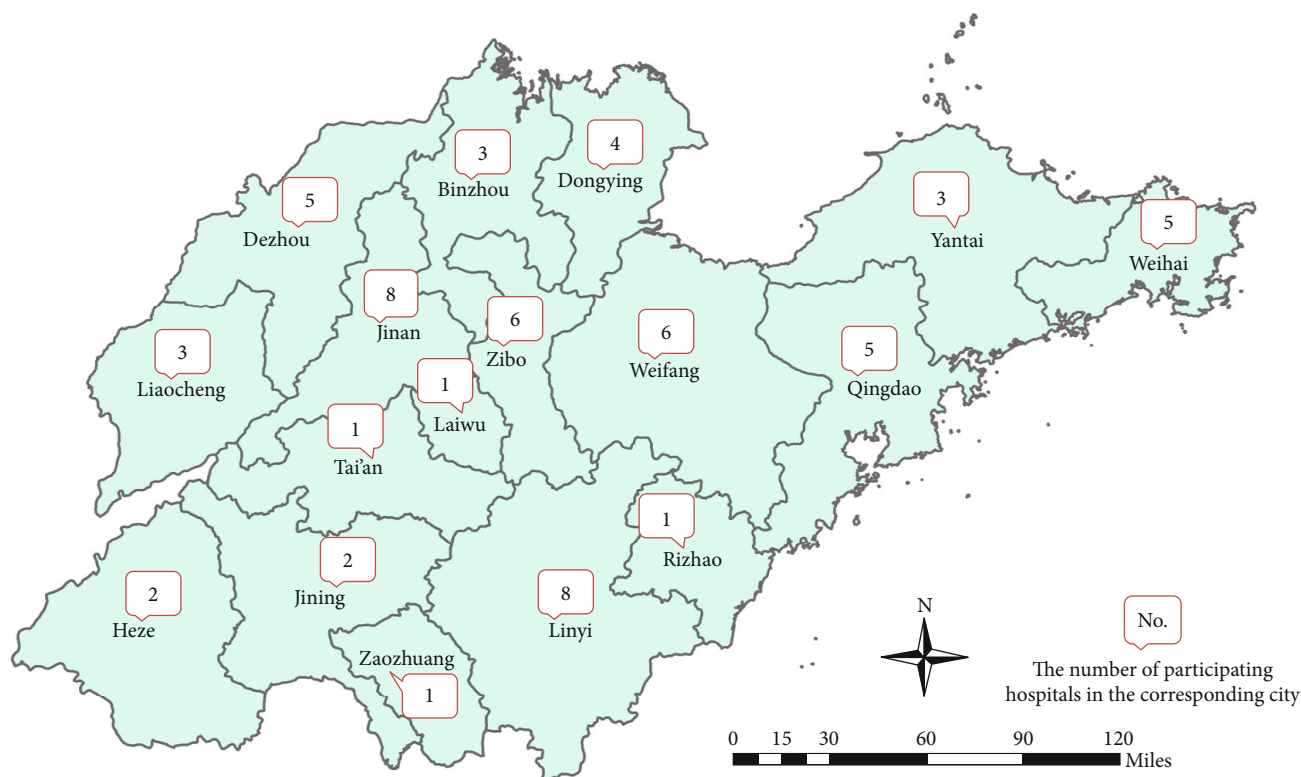 3
Binzhou
4
Dongying
5
Dezhou
3
Yantai
5
Weihai
8
Jinan
6
Zibo
6
Weifang
5
Qingdao
3
Liaocheng
1
Laiwu
1
Tai'an
1
Rizhao
2
Jining
2
Heze
8
Linyi
Zaozhuang
1
N
No.
The number of participating
hospitals in the corresponding city
0 15 30 60 90 120
Miles